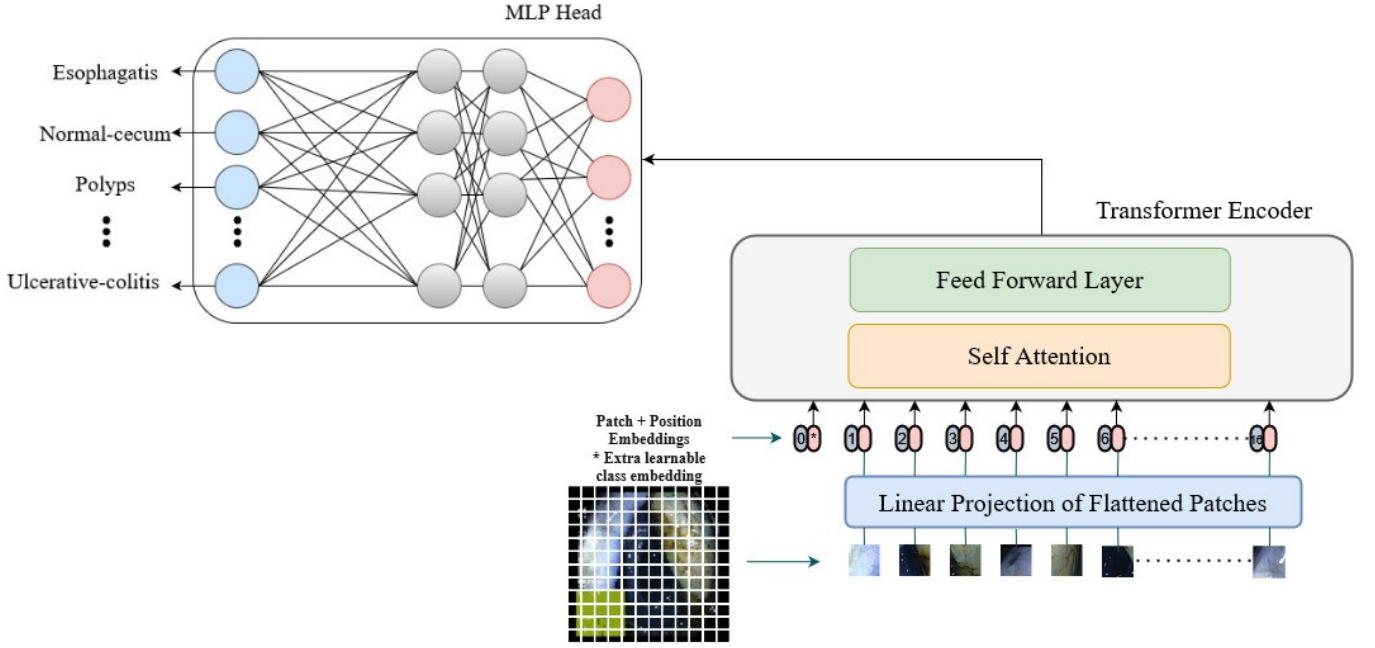 MLP Head
Esophagatis
Normal-cecum
Polyps
Ulcerative-colitis
Transformer Encoder
Feed Forward Layer
Self Attention
Patch + Position
Embeddings
* Extra learnable
class embedding
0 * 1 2 3 4 5 6 16
Linear Projection of Flattened Patches